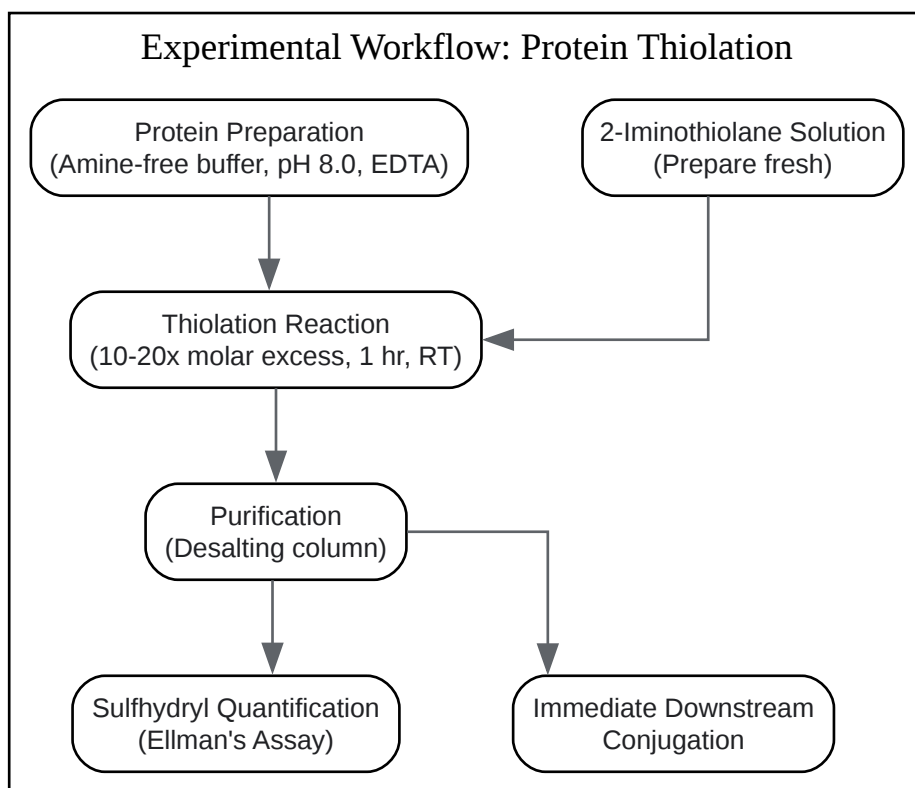 Experimental Workflow: Protein Thiolation
Protein Preparation
(Amine-free buffer, pH 8.0, EDTA)
2-Iminothiolane Solution
(Prepare fresh)
Thiolation Reaction
(10-20x molar excess, 1 hr, RT)
Purification
(Desalting column)
Sulfhydryl Quantification
(Ellman's Assay)
Immediate Downstream
Conjugation